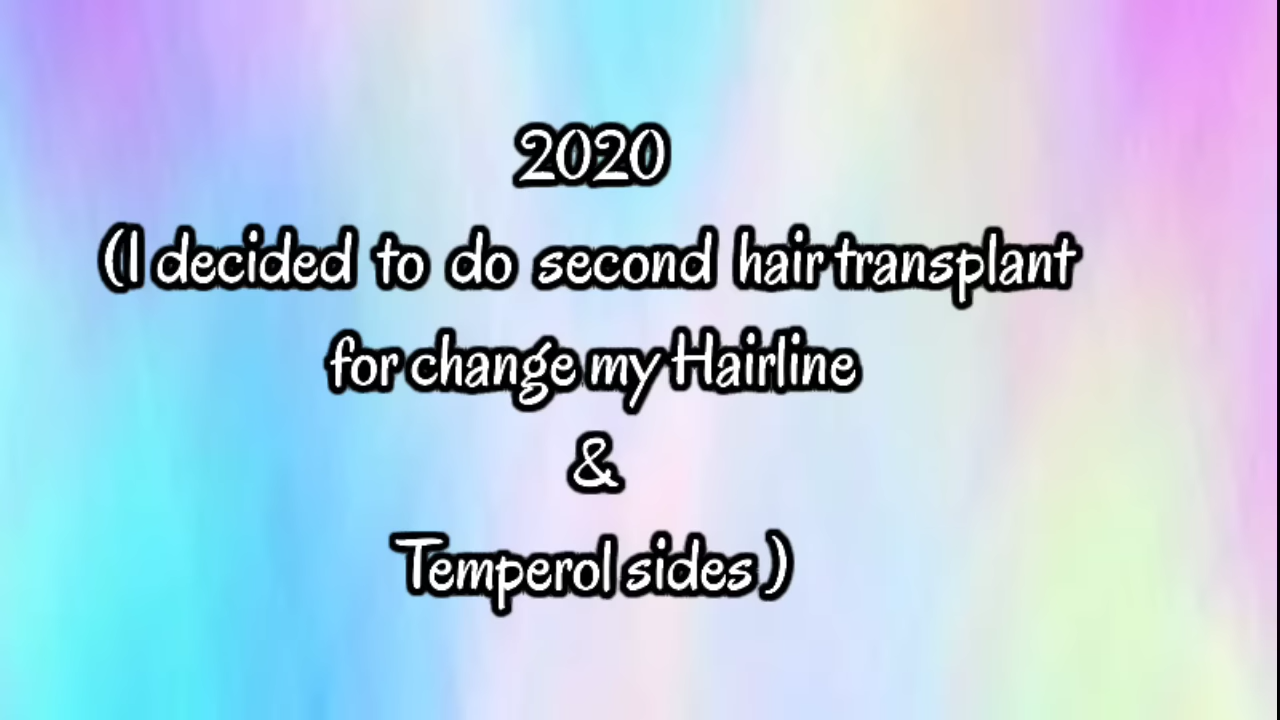 2020
(I decided to do second hair transplant
for change my Hairline
&
Temperol sides )